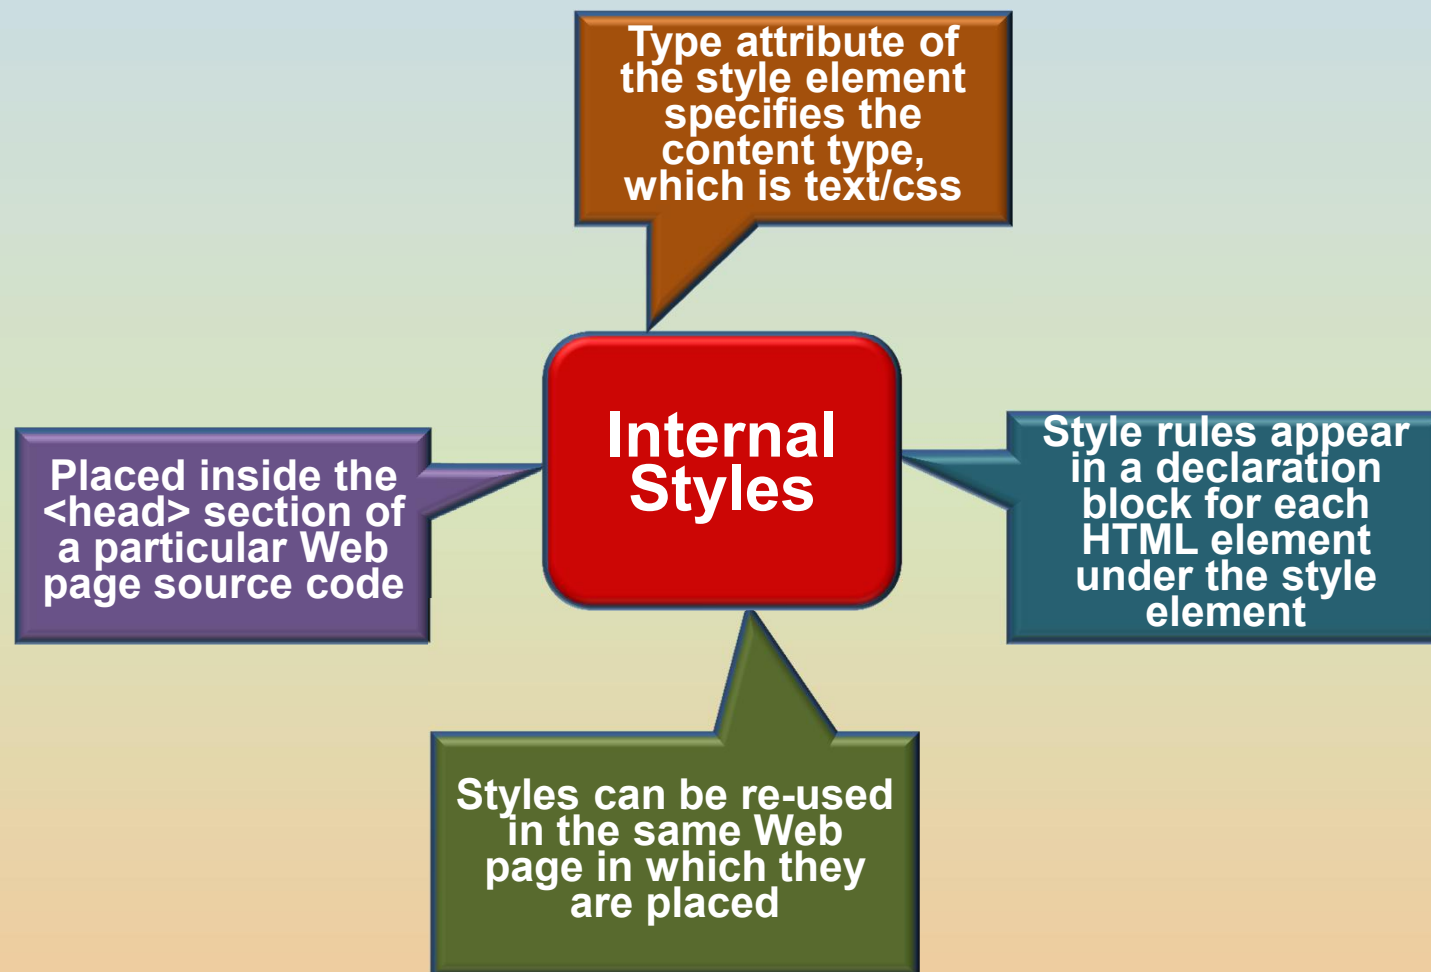 Type attribute of
the style element
specifies the
content type,
which is text/css
Internal
Styles
Placed inside the
<head> section of
a particular Web
page source code
Style rules appear
in a declaration
block for each
HTML element
under the style
element
Styles can be re-used
in the same Web
page in which they
are placed